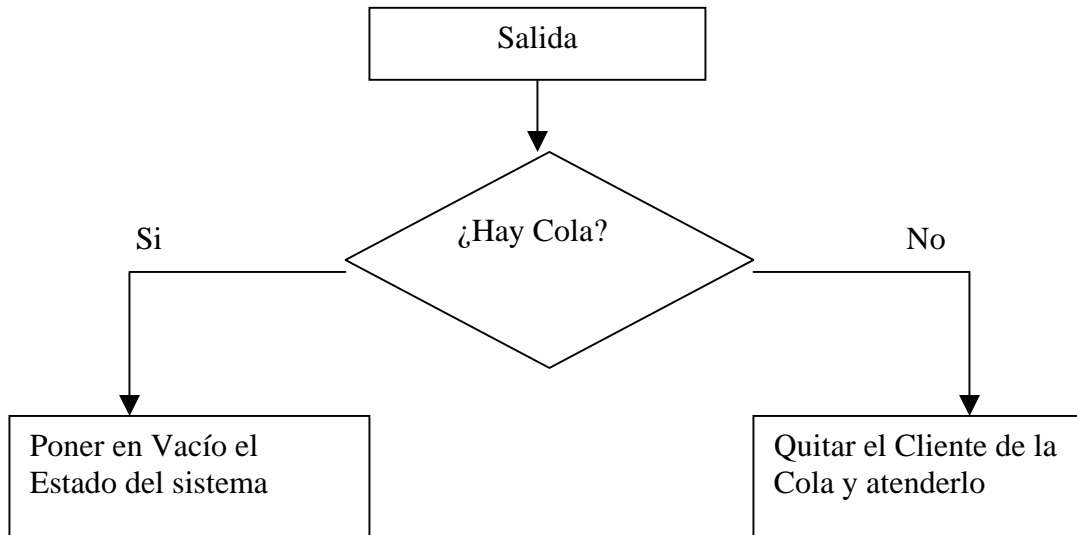 Salida
¿Hay Cola?
Si
No
Poner en Vacío el
Estado del sistema
Quitar el Cliente de la
Cola y atenderlo